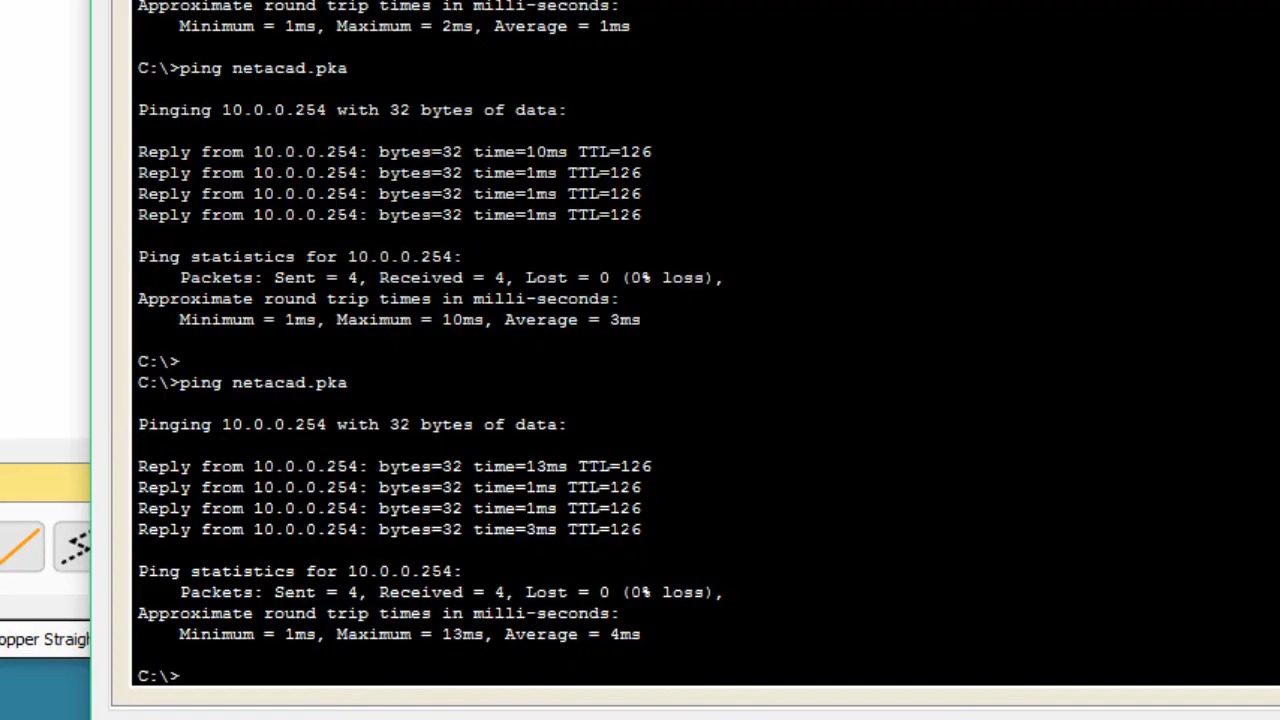 Approximate round trip times in milli-seconds:
Minimum = 1ms, Maximum = 2ms, Average = 1ms
C:\>ping netacad.pka
Pinging 10.0.0.254 with 32 bytes of data:
Reply from 10.0.0.254: bytes=32 time=10ms TTL=126
Reply from 10.0.0.254: bytes=32 time=1ms TTL=126
Reply from 10.0.0.254: bytes=32 time=1ms TTL=126
Reply from 10.0.0.254: bytes=32 time=1ms TTL=126
Ping statistics for 10.0.0.254:
Packets: Sent = 4, Received = 4, Lost = 0 (0% loss),
Approximate round trip times in milli-seconds:
Minimum = 1ms, Maximum = 10ms, Average = 3ms
C:\>
C:\>ping netacad.pka
Pinging 10.0.0.254 with 32 bytes of data:
Reply from 10.0.0.254: bytes=32 time=13ms TTL=126
Reply from 10.0.0.254: bytes=32 time=1ms TTL=126
Reply from 10.0.0.254: bytes=32 time=1ms TTL=126
Reply from 10.0.0.254: bytes=32 time=3ms TTL=126
Ping statistics for 10.0.0.254:
Packets: Sent = 4, Received = 4, Lost = 0 (0% loss),
Approximate round trip times in milli-seconds:
Minimum = 1ms, Maximum = 13ms, Average = 4ms
C:\>
opper Straigh